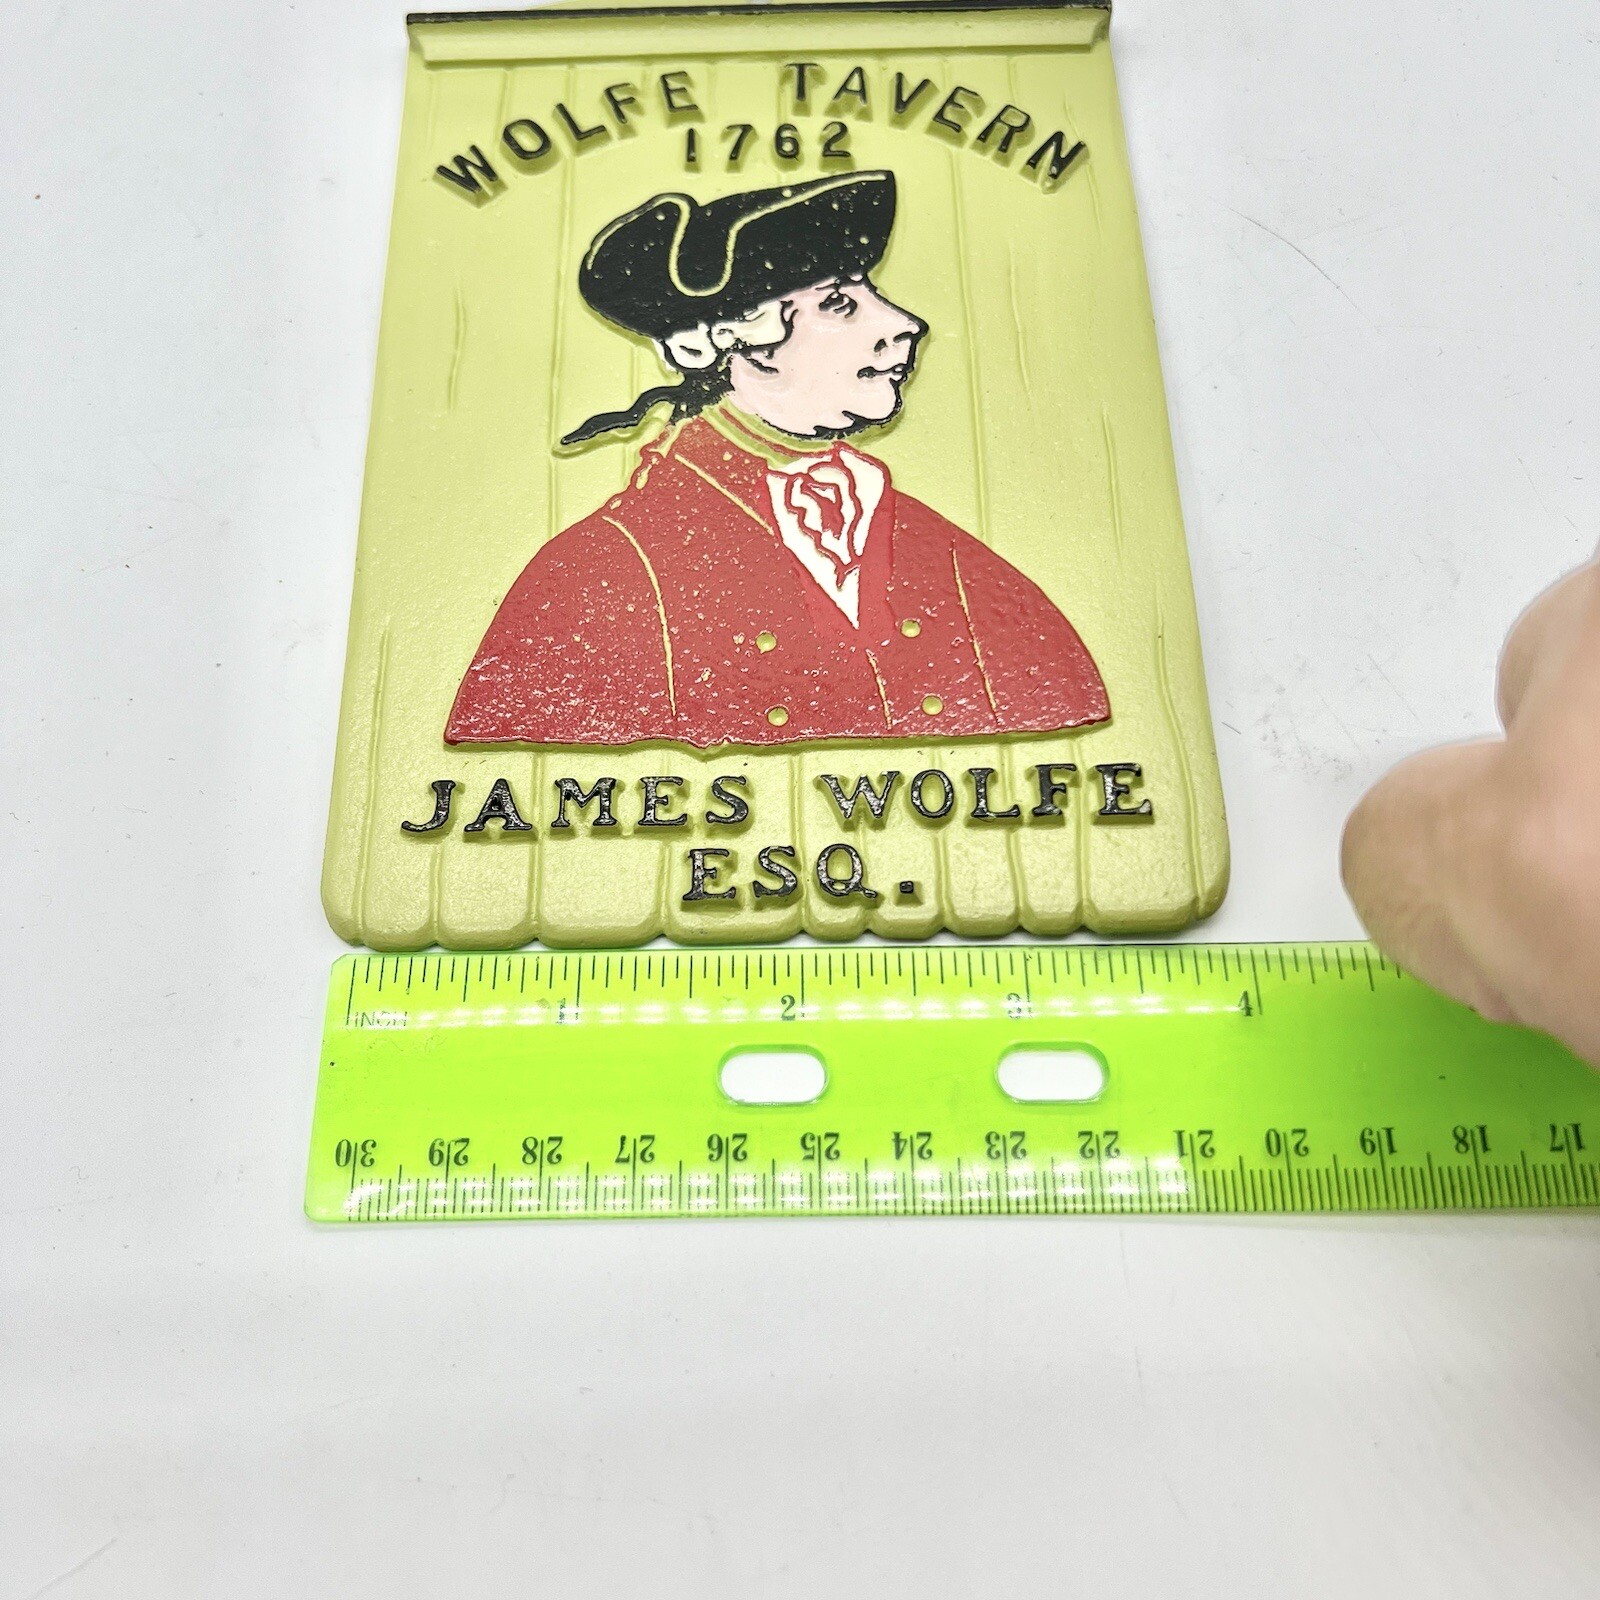 WOLFE TAVERN
1762
JAMES WOLFE
ESQ.
1 2 3 4
INCH
30 29 28 27 26 25 24 23 22 21 20 19 18 17